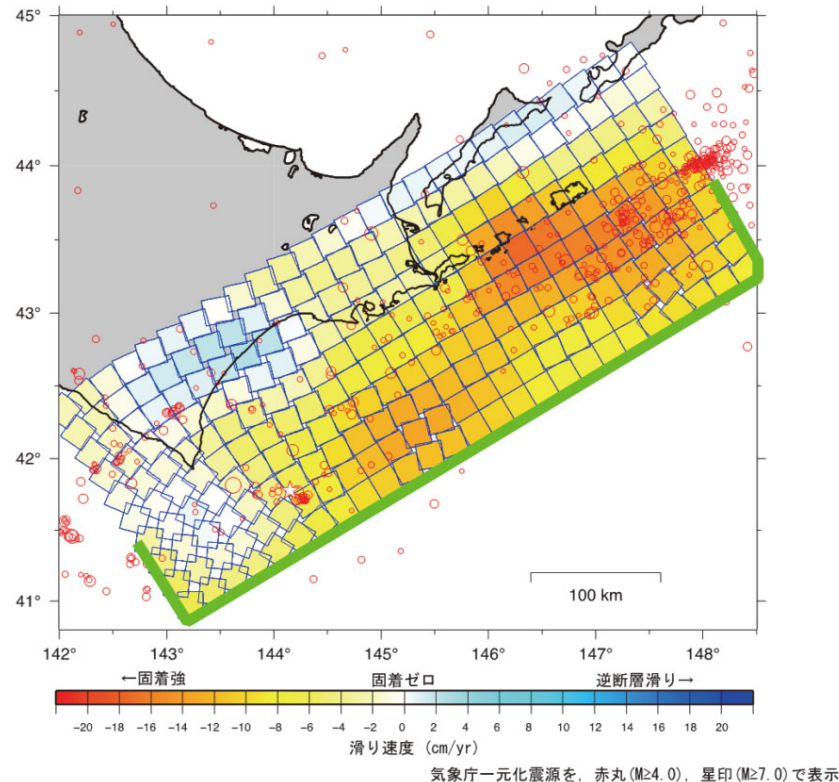 45°
44°
43°
42°
41°
100 km
142° 143° 144° 145° 146° 147° 148°
←固着強 固着ゼロ 逆断層滑り→
−20 −18 −16 −14 −12 −10 −8 −6 −4 −2 0 2 4 6 8 10 12 14 16 18 20
滑り速度 (cm/yr)
気象庁一元化震源を, 赤丸(M≥4.0), 星印(M≥7.0)で表示